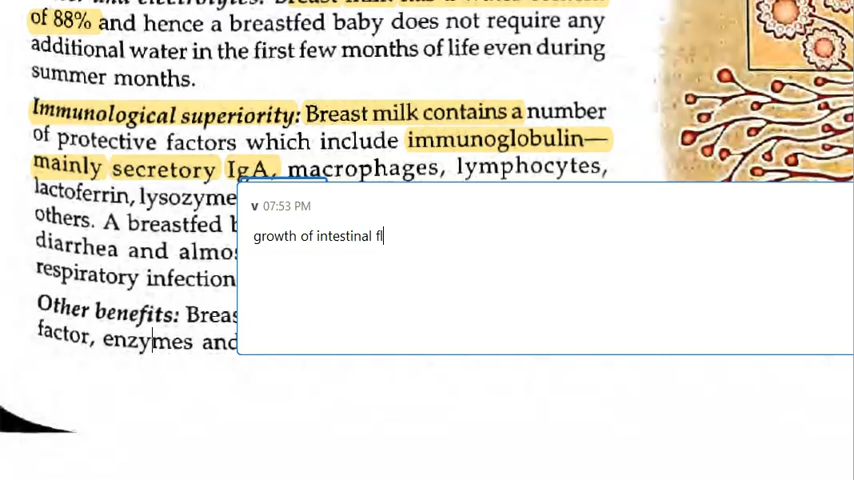 of 88% and hence a breastfed baby does not require any
additional water in the first few months of life even during
summer months.
Immunological superiority: Breast milk contains a number
of protective factors which include immunoglobulin—
mainly secretory IgA, macrophages, lymphocytes,
lactoferrin, lysozyme
others. A breastfed
diarrhea and almo
respiratory infection
Other benefits: Breas
factor, enzymes and
v 07:53 PM
growth of intestinal fl